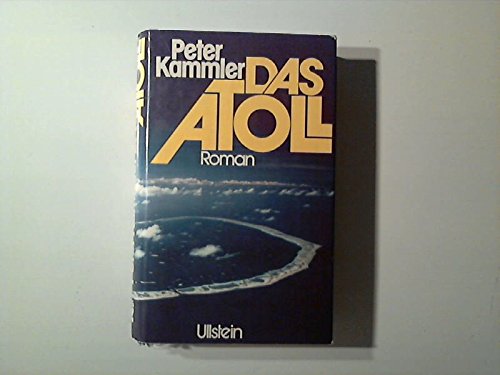 Peter
Kammler
DAS
ATOLL
Roman
Ullstein